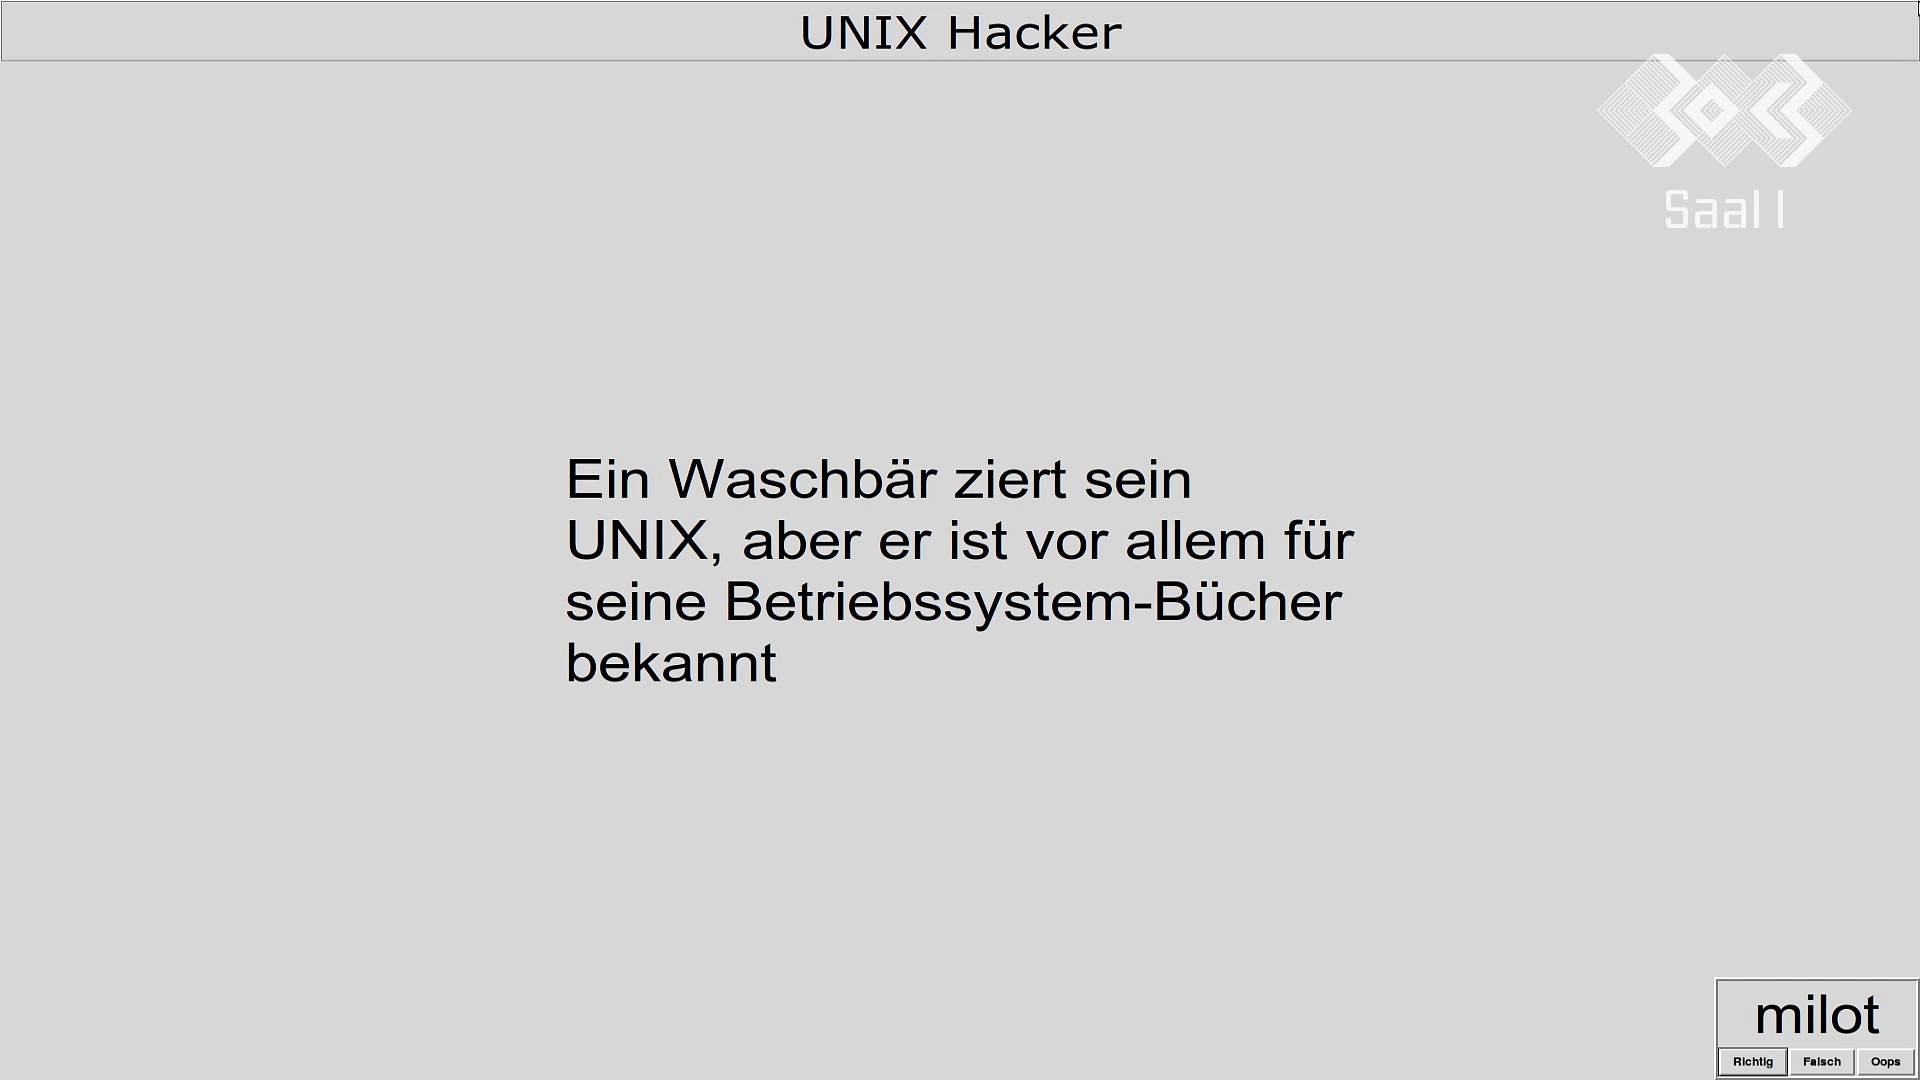 UNIX Hacker
Saal 1
Ein Waschbär ziert sein
UNIX, aber er ist vor allem für
seine Betriebssystem-Bücher
bekannt
milot
Richtig Falsch Oops